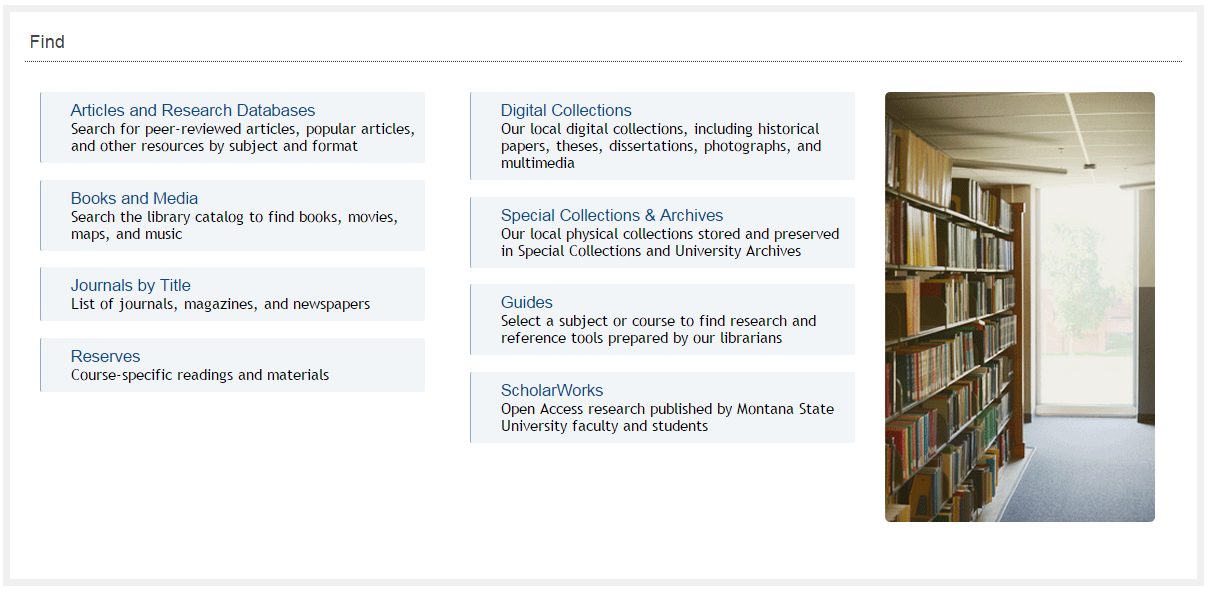 Find
Articles and Research Databases
Search for peer-reviewed articles, popular articles,
and other resources by subject and format
Books and Media
Search the library catalog to find books, movies,
maps, and music
Journals by Title
List of journals, magazines, and newspapers
Reserves
Course-specific readings and materials
Digital Collections
Our local digital collections, including historical
papers, theses, dissertations, photographs, and
multimedia
Special Collections & Archives
Our local physical collections stored and preserved
in Special Collections and University Archives
Guides
Select a subject or course to find research and
reference tools prepared by our librarians
ScholarWorks
Open Access research published by Montana State
University faculty and students